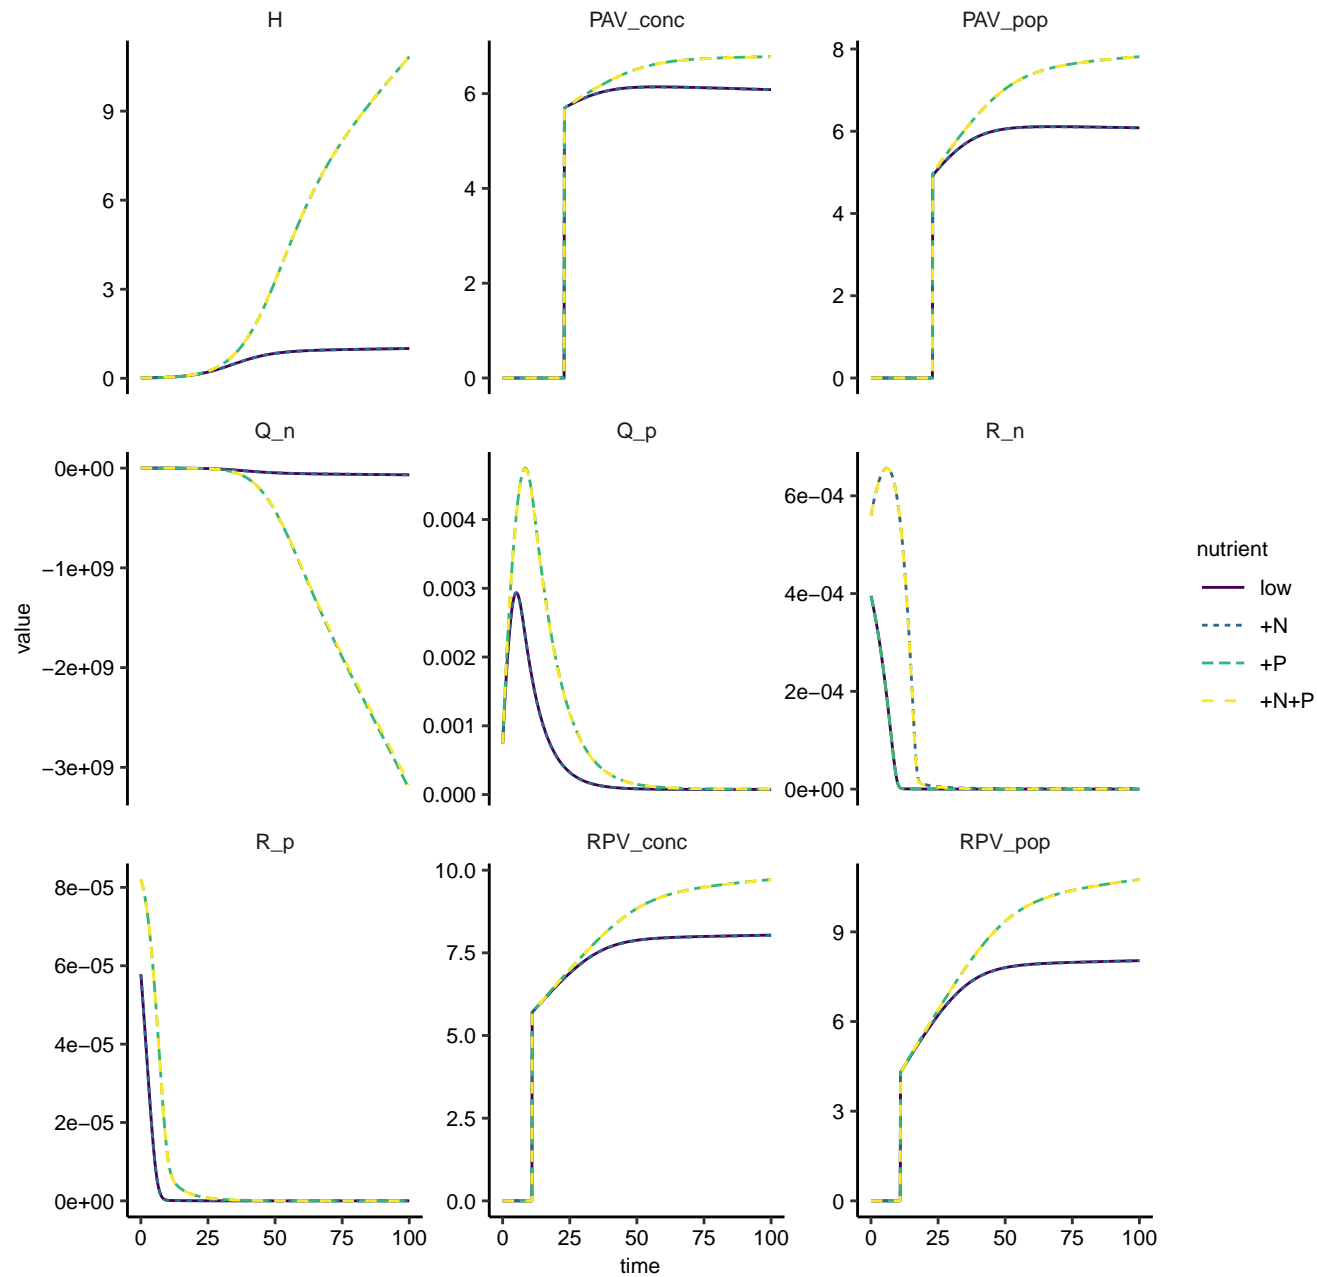 H
PAV_conc
PAV_pop
9
6
3
0
6
4
2
0
8
6
4
2
0
Q_n
Q_p
R_n
0e+00
−1e+09
−2e+09
−3e+09
0.004
0.003
0.002
0.001
0.000
6e−04
4e−04
2e−04
0e+00
R_p
RPV_conc
RPV_pop
8e−05
6e−05
4e−05
2e−05
0e+00
10.0
7.5
5.0
2.5
0.0
9
6
3
0
0 25 50 75 100
0 25 50 75 100
0 25 50 75 100
time
value
nutrient
low
+N
+P
+N+P